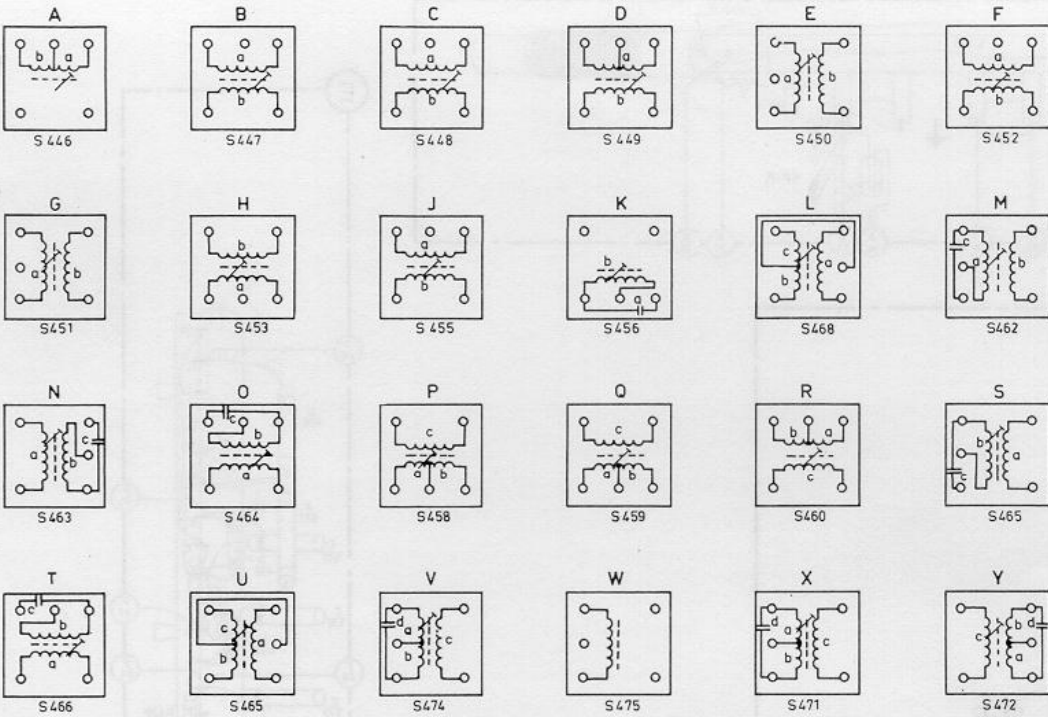 A B C D E F
b a
a
b
a
b
a
b
a b
a
b
S446 S447 S448 S449 S450 S452
G H J K L M
a b
b
a
a
b
b
a
c
b a
c a b
S451 S453 S455 S456 S468 S462
N O P Q R S
a b c
c
b
a
c
a b
c
a b
b a
c
b a
c
S463 S464 S458 S459 S460 S465
T U V W X Y
c
b
a
c
b a
d a
b c
d a
b c
c b d
a
S466 S465 S474 S475 S471 S472